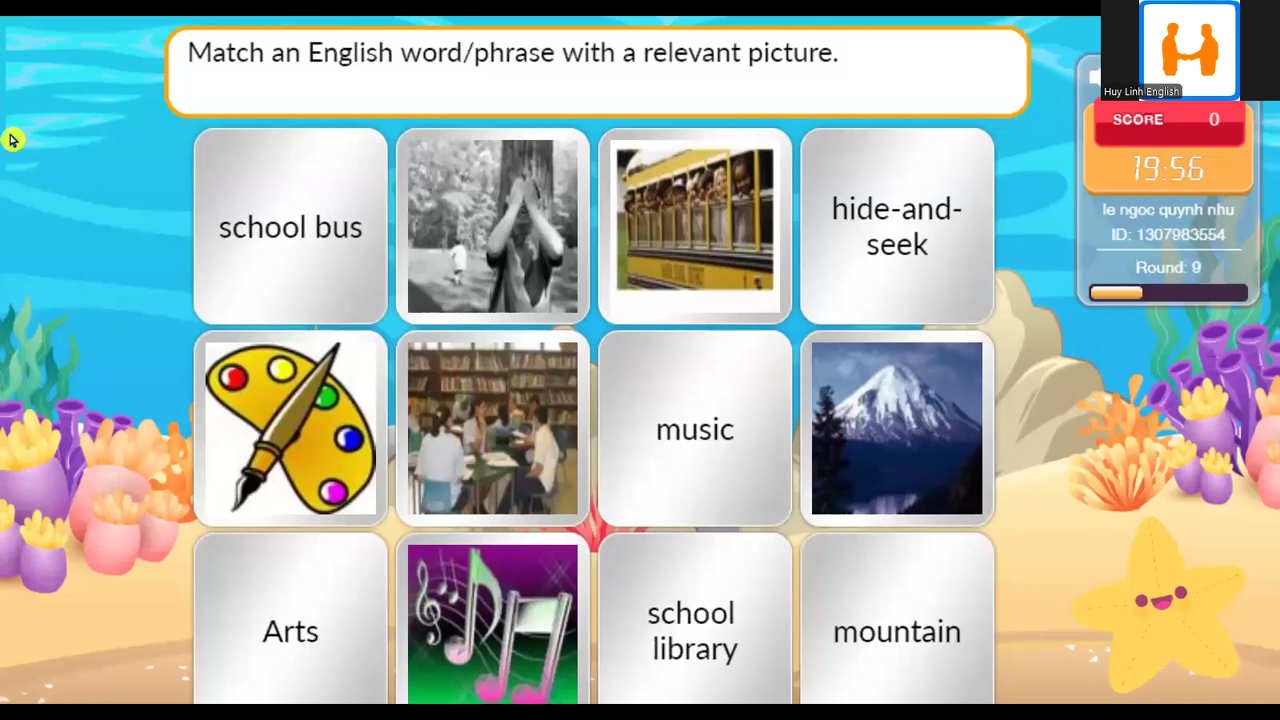 Match an English word/phrase with a relevant picture.
Huy Linh English
SCORE 0
19:56
le ngoc quynh nhu
ID: 1307983554
Round: 9
school bus
hide-and-
seek
music
Arts
school
library
mountain